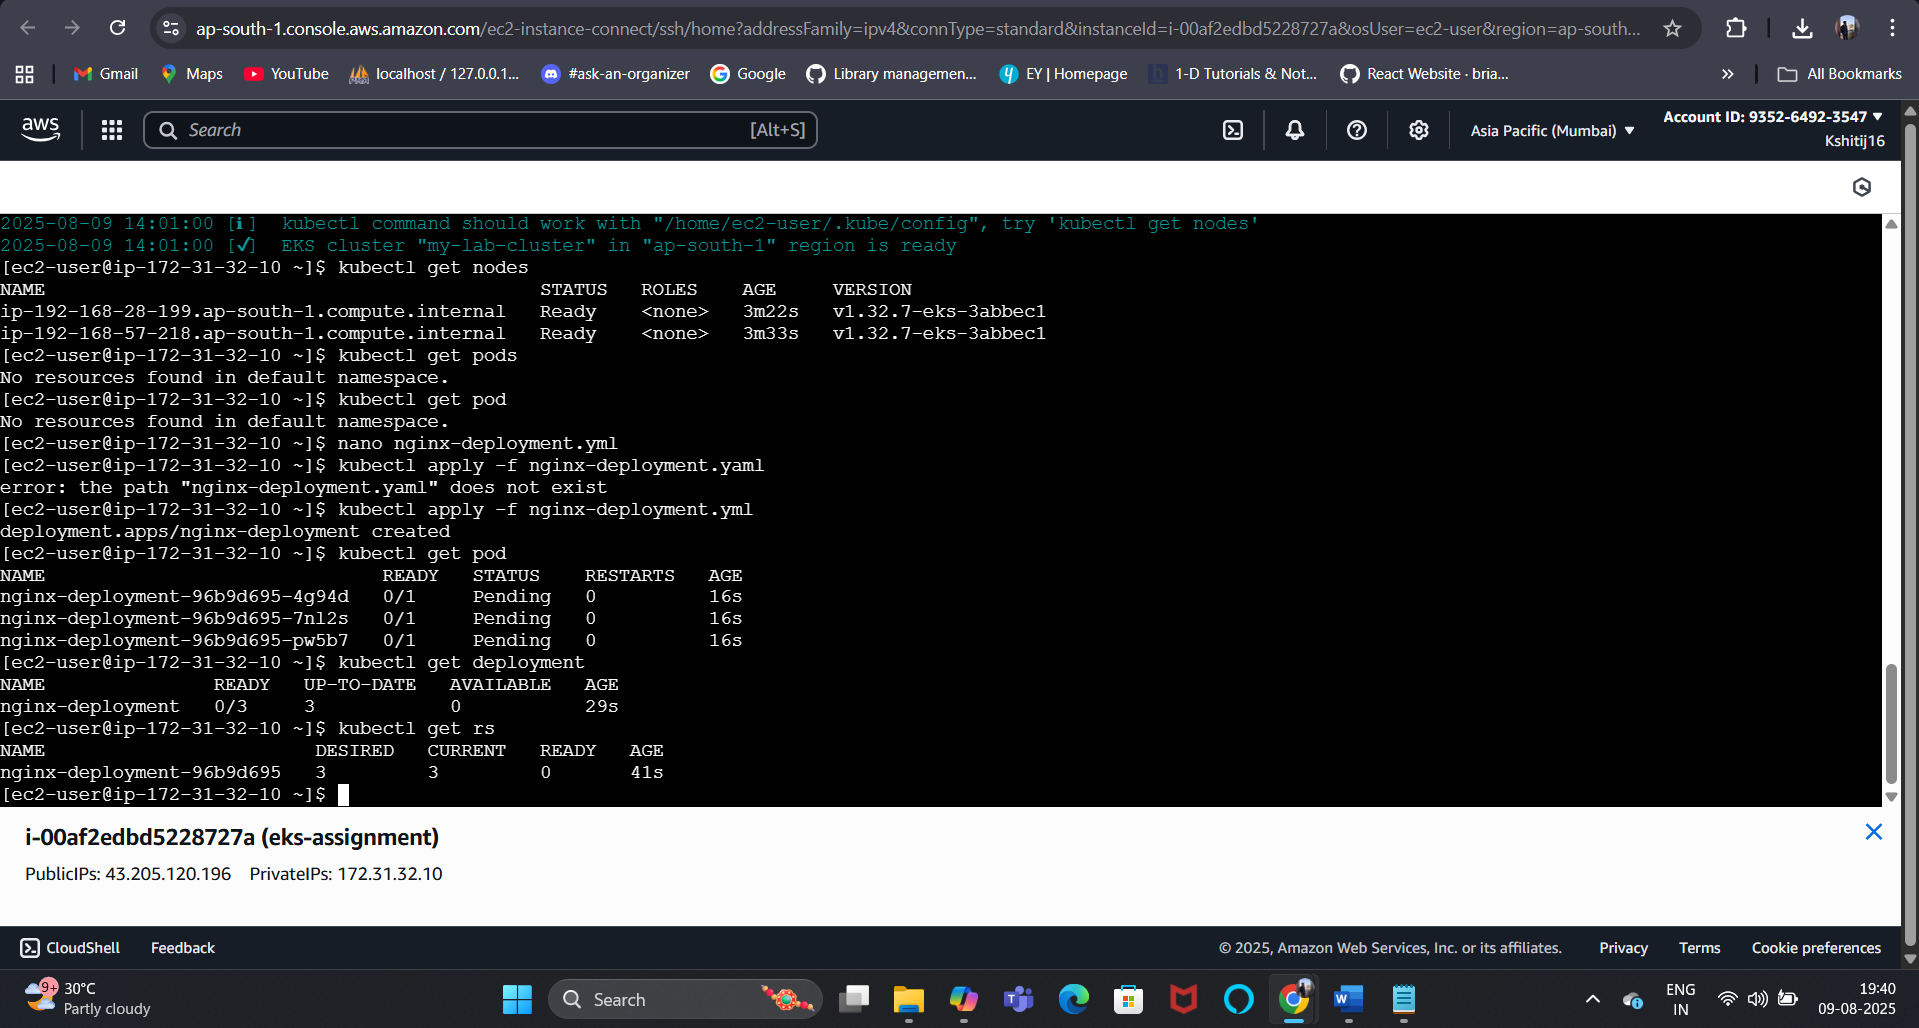 ap-south-1.console.aws.amazon.com/ec2-instance-connect/ssh/home?addressFamily=ipv4&connType=standard&instanceId=i-00af2edbd5228727a&osUser=ec2-user&region=ap-south...
Gmail Maps YouTube localhost / 127.0.0.1... #ask-an-organizer Google Library managemen... EY | Homepage 1-D Tutorials & Not... React Website · bria... » All Bookmarks
aws Search [Alt+S] Asia Pacific (Mumbai) ▼ Account ID: 9352-6492-3547 ▼
Kshitij16
2025-08-09 14:01:00 [ℹ]  kubectl command should work with "/home/ec2-user/.kube/config", try 'kubectl get nodes'
2025-08-09 14:01:00 [✔]  EKS cluster "my-lab-cluster" in "ap-south-1" region is ready
[ec2-user@ip-172-31-32-10 ~]$ kubectl get nodes
NAME                                            STATUS   ROLES    AGE     VERSION
ip-192-168-28-199.ap-south-1.compute.internal   Ready    <none>   3m22s   v1.32.7-eks-3abbec1
ip-192-168-57-218.ap-south-1.compute.internal   Ready    <none>   3m33s   v1.32.7-eks-3abbec1
[ec2-user@ip-172-31-32-10 ~]$ kubectl get pods
No resources found in default namespace.
[ec2-user@ip-172-31-32-10 ~]$ kubectl get pod
No resources found in default namespace.
[ec2-user@ip-172-31-32-10 ~]$ nano nginx-deployment.yml
[ec2-user@ip-172-31-32-10 ~]$ kubectl apply -f nginx-deployment.yaml
error: the path "nginx-deployment.yaml" does not exist
[ec2-user@ip-172-31-32-10 ~]$ kubectl apply -f nginx-deployment.yml
deployment.apps/nginx-deployment created
[ec2-user@ip-172-31-32-10 ~]$ kubectl get pod
NAME                              READY   STATUS    RESTARTS   AGE
nginx-deployment-96b9d695-4g94d   0/1     Pending   0          16s
nginx-deployment-96b9d695-7nl2s   0/1     Pending   0          16s
nginx-deployment-96b9d695-pw5b7   0/1     Pending   0          16s
[ec2-user@ip-172-31-32-10 ~]$ kubectl get deployment
NAME               READY   UP-TO-DATE   AVAILABLE   AGE
nginx-deployment   0/3     3            0           29s
[ec2-user@ip-172-31-32-10 ~]$ kubectl get rs
NAME                        DESIRED   CURRENT   READY   AGE
nginx-deployment-96b9d695   3         3         0       41s
[ec2-user@ip-172-31-32-10 ~]$
i-00af2edbd5228727a (eks-assignment)
PublicIPs: 43.205.120.196 PrivateIPs: 172.31.32.10
CloudShell Feedback © 2025, Amazon Web Services, Inc. or its affiliates. Privacy Terms Cookie preferences
9+ 30°C
Partly cloudy
Search
ENG
IN
19:40
09-08-2025